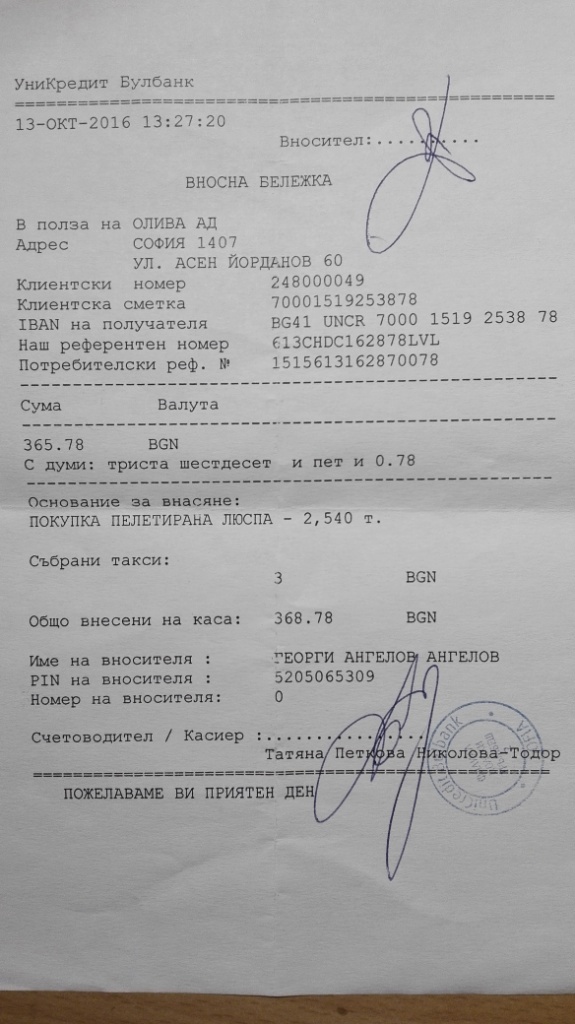 УниКредит Булбанк
======================================================
13-ОКТ-2016 13:27:20
Вносител:...........
ВНОСНА БЕЛЕЖКА
В полза на ОЛИВА АД
Адрес СОФИЯ 1407
УЛ. АСЕН ЙОРДАНОВ 60
Клиентски номер 248000049
Клиентска сметка 70001519253878
IBAN на получателя BG41 UNCR 7000 1519 2538 78
Наш референтен номер 613CHDC162878LVL
Потребителски реф. № 1515613162870078
------------------------------------------------------
Сума Валута
------------------------------------------------------
365.78 BGN
С думи: триста шестдесет и пет и 0.78
------------------------------------------------------
Основание за внасяне:
ПОКУПКА ПЕЛЕТИРАНА ЛЮСПА - 2,540 т.
Събрани такси:
3 BGN
Общо внесени на каса: 368.78 BGN
Име на вносителя : ГЕОРГИ АНГЕЛОВ АНГЕЛОВ
PIN на вносителя : 5205065309
Номер на вносителя: 0
Счетоводител / Касиер :................
Татяна Петкова Николова-Тодор
======================================================
ПОЖЕЛАВАМЕ ВИ ПРИЯТЕН ДЕН